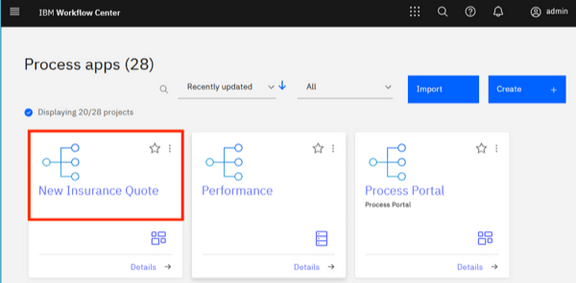 IBM Workflow Center
admin
Process apps (28)
Recently updated
All
Import
Create +
Displaying 20/28 projects
New Insurance Quote
Performance
Process Portal
Process Portal
Details →
Details →
Details →